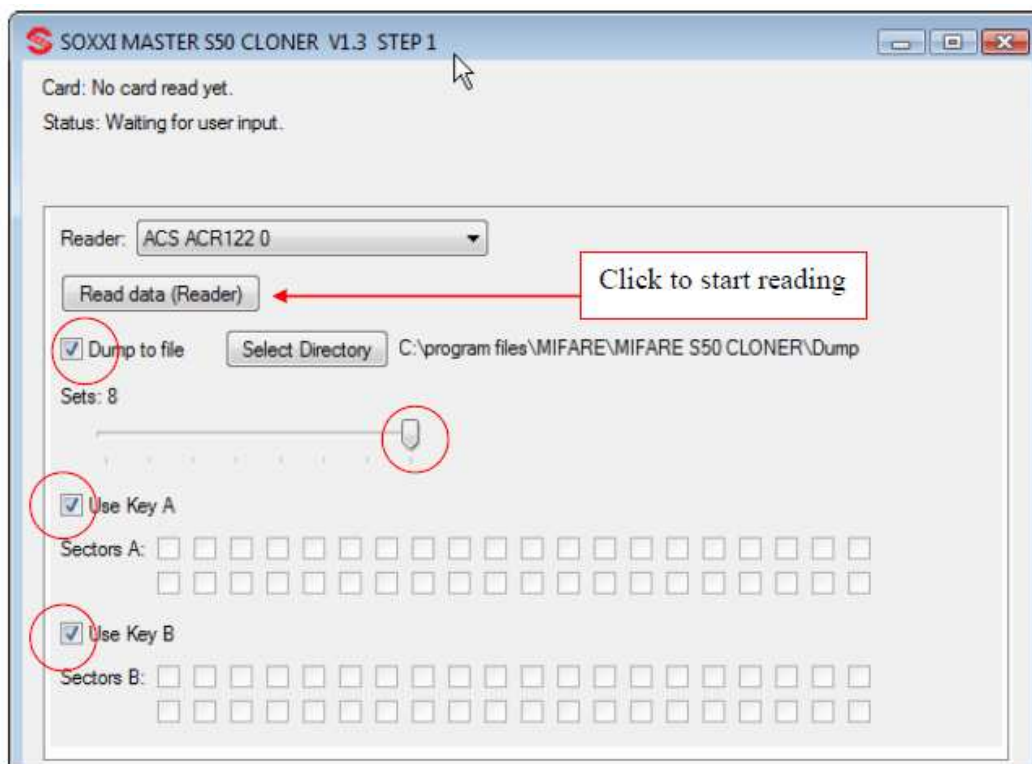 SOXXI MASTER S50 CLONER V1.3 STEP 1
Card: No card read yet.
Status: Waiting for user input.
Reader: ACS ACR122 0
Read data (Reader)
Click to start reading
Dump to file Select Directory C:\program files\MIFARE\MIFARE S50 CLONER\Dump
Sets: 8
Use Key A
Sectors A:
Use Key B
Sectors B: